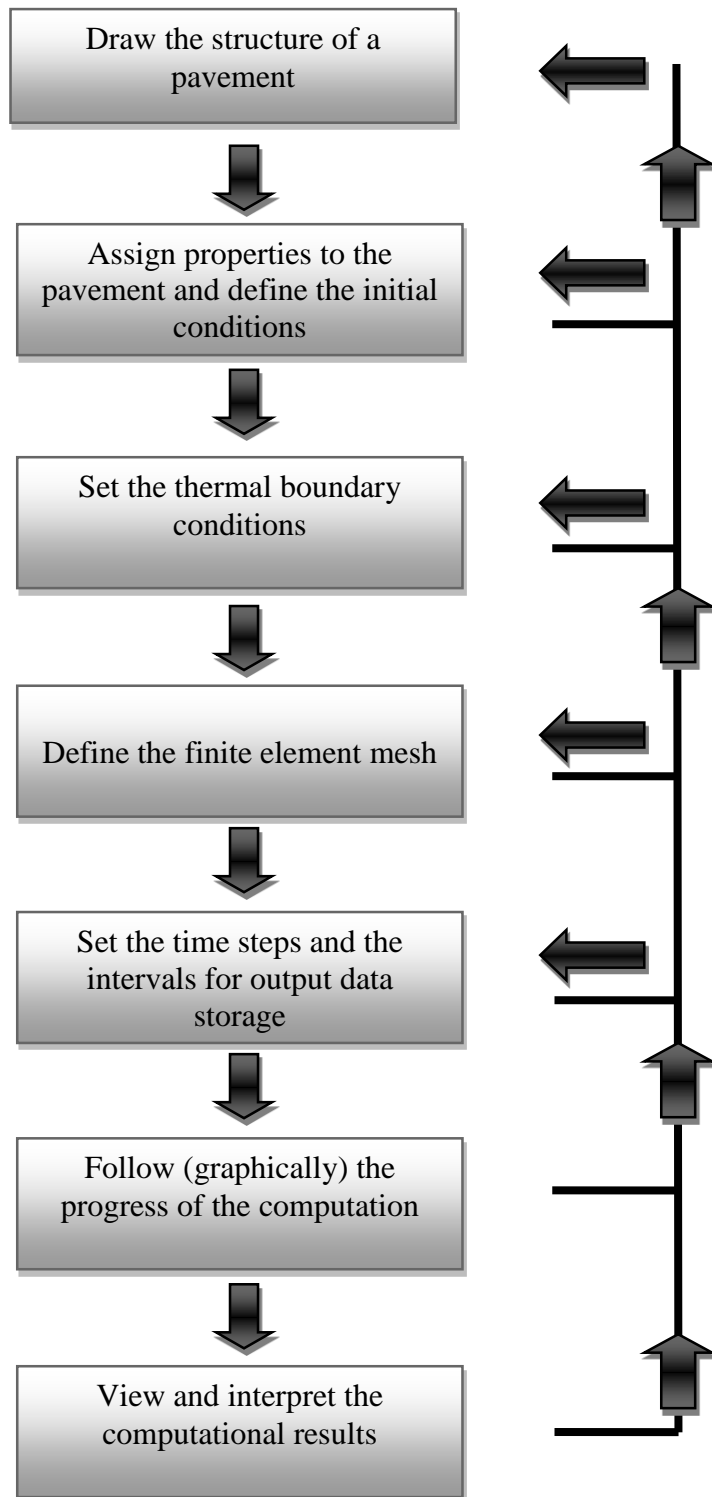 Draw the structure of a
pavement
Assign properties to the
pavement and define the initial
conditions
Set the thermal boundary
conditions
Define the finite element mesh
Set the time steps and the
intervals for output data
storage
Follow (graphically) the
progress of the computation
View and interpret the
computational results